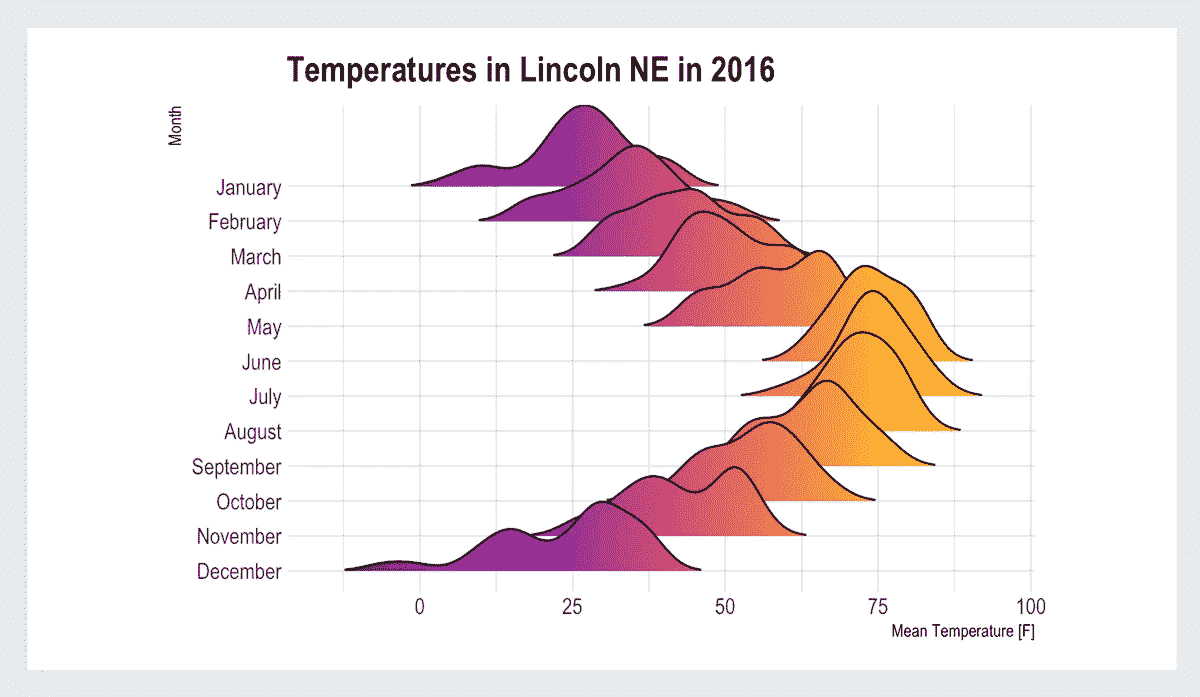 Temperatures in Lincoln NE in 2016
Month
January
February
March
April
May
June
July
August
September
October
November
December
0 25 50 75 100
Mean Temperature [F]